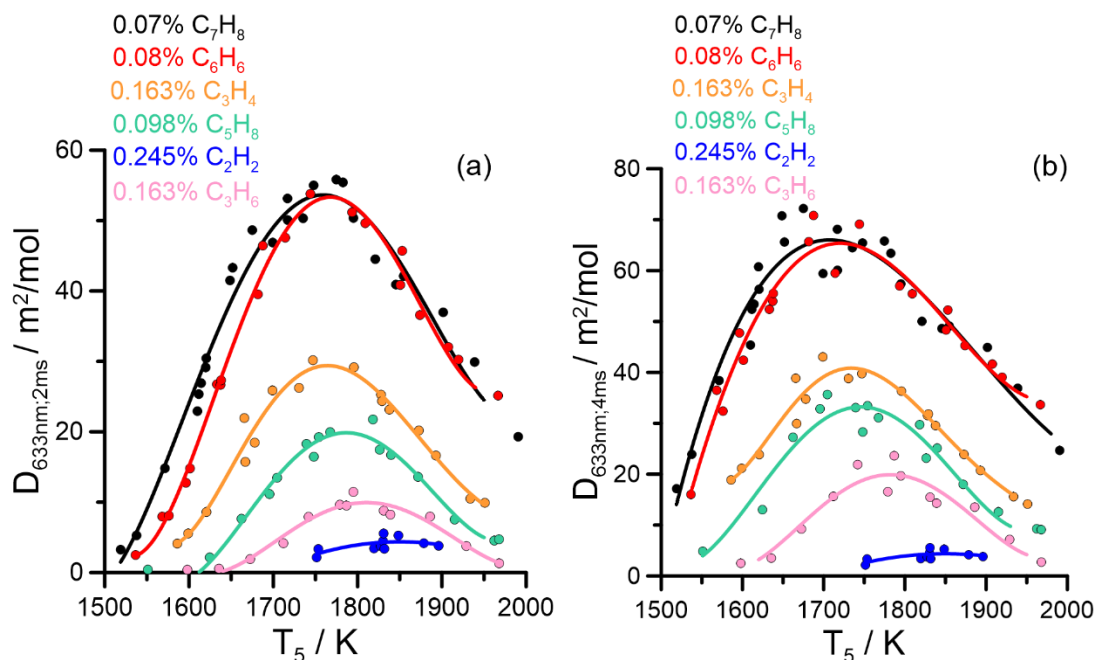 0.07% C₇H₈
0.08% C₆H₆
0.163% C₃H₄
0.098% C₅H₈
0.245% C₂H₂
0.163% C₃H₆
(a)
60
40
20
0
D₆₃₃ₙₘ;₂ₘₛ / m²/mol
1500 1600 1700 1800 1900 2000
T₅ / K
0.07% C₇H₈
0.08% C₆H₆
0.163% C₃H₄
0.098% C₅H₈
0.245% C₂H₂
0.163% C₃H₆
(b)
80
60
40
20
0
D₆₃₃ₙₘ;₄ₘₛ / m²/mol
1500 1600 1700 1800 1900 2000
T₅ / K